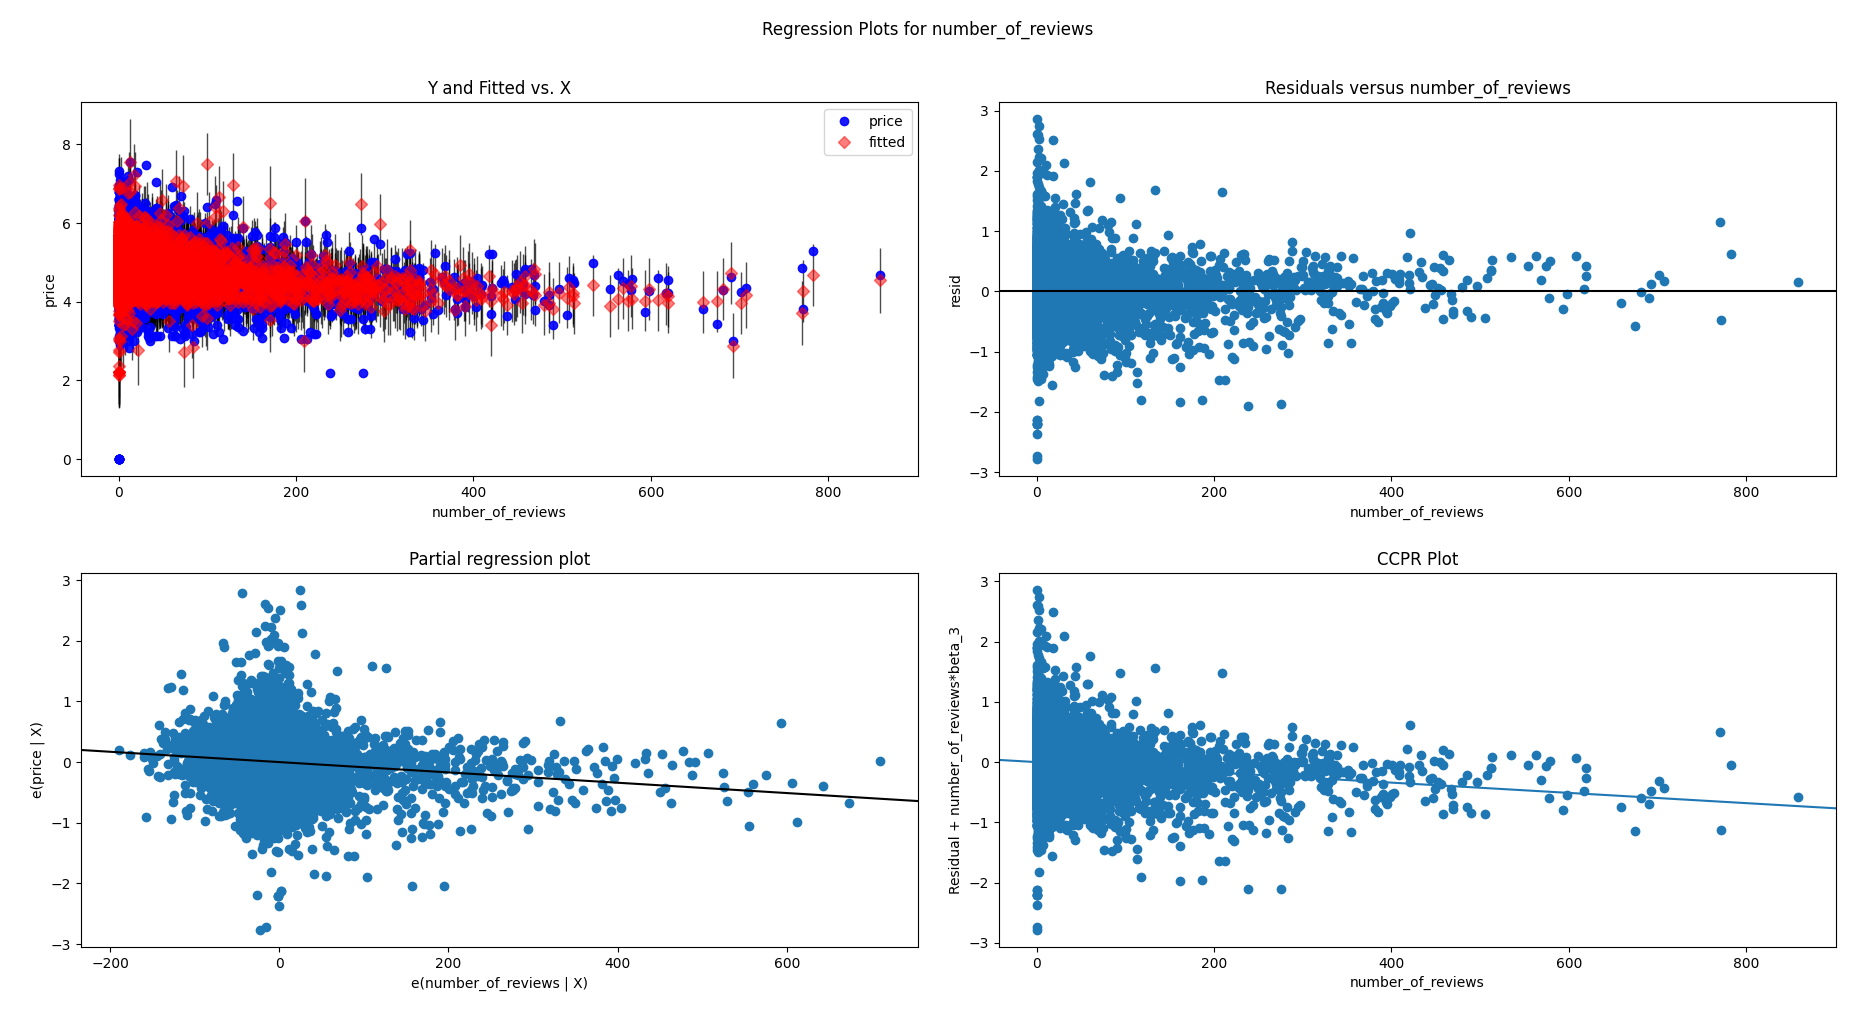 Regression Plots for number_of_reviews
Y and Fitted vs. X
price
fitted
price
8
6
4
2
0
0 200 400 600 800
number_of_reviews
Residuals versus number_of_reviews
resid
3
2
1
0
−1
−2
−3
0 200 400 600 800
number_of_reviews
Partial regression plot
e(price | X)
3
2
1
0
−1
−2
−3
−200 0 200 400 600
e(number_of_reviews | X)
CCPR Plot
Residual + number_of_reviews*beta_3
3
2
1
0
−1
−2
−3
0 200 400 600 800
number_of_reviews